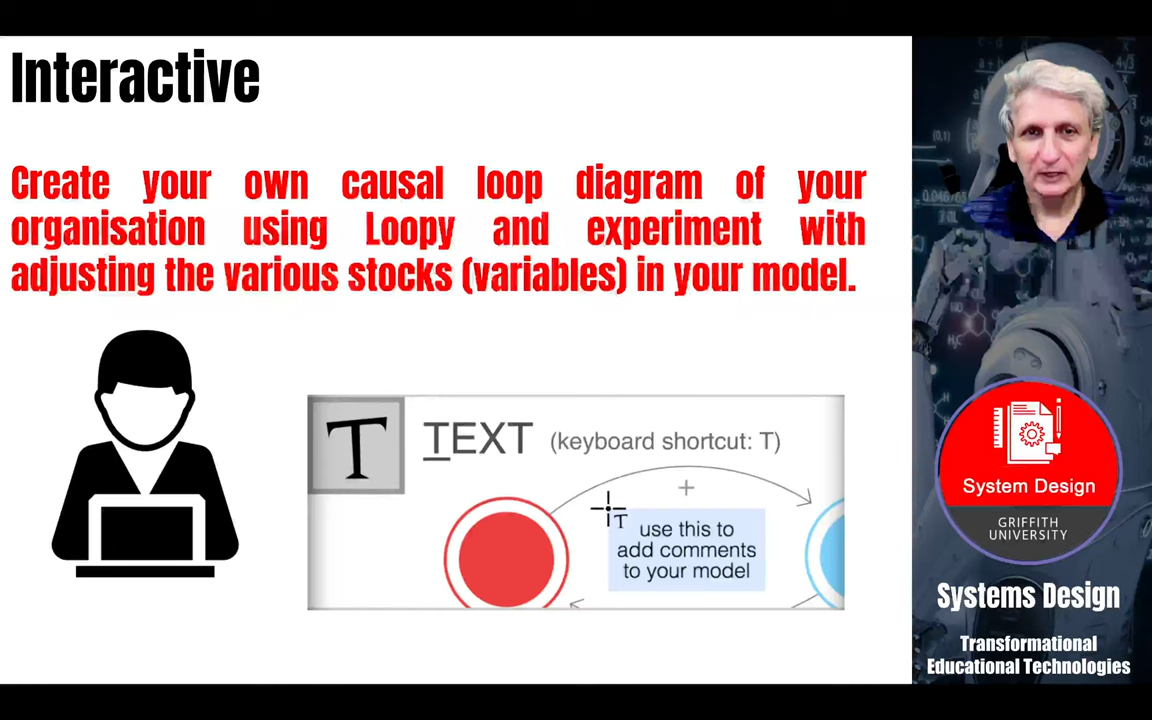 Interactive
Create your own causal loop diagram of your
organisation using Loopy and experiment with
adjusting the various stocks (variables) in your model.
T
TEXT (keyboard shortcut: T)
+
T
use this to
add comments
to your model
System Design
GRIFFITH
UNIVERSITY
Systems Design
Transformational
Educational Technologies